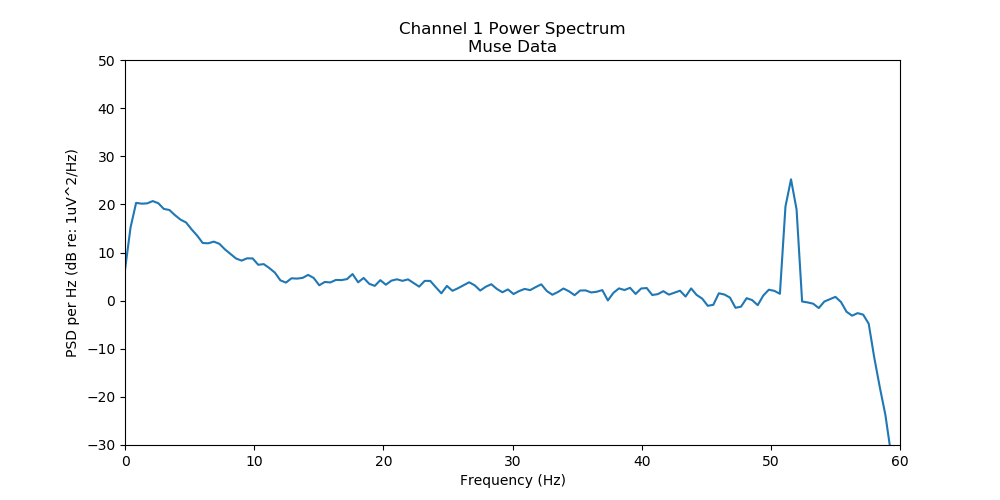 Channel 1 Power Spectrum
Muse Data
50
40
30
20
10
0
−10
−20
−30
PSD per Hz (dB re: 1uV^2/Hz)
0 10 20 30 40 50 60
Frequency (Hz)